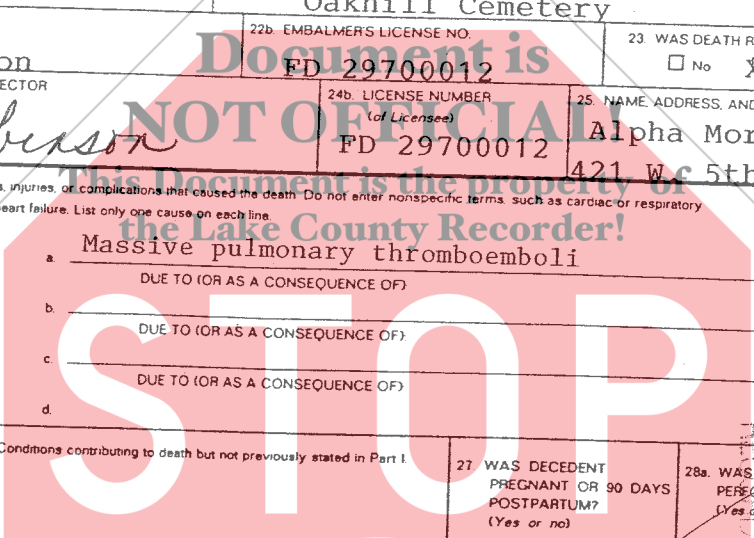 Oakhill Cemetery
22b. EMBALMER'S LICENSE NO.
FD 29700012
23. WAS DEATH R
No
on
ECTOR
24b. LICENSE NUMBER
(of Licensee)
FD 29700012
25. NAME, ADDRESS, AND
Alpha Mor
421 W. 5th
Document is
NOT OFFICIAL!
This Document is the property of
the Lake County Recorder!
s, injuries, or complications that caused the death. Do not enter nonspecific terms, such as cardiac or respiratory
eart failure. List only one cause on each line.
a. Massive pulmonary thromboemboli
DUE TO (OR AS A CONSEQUENCE OF):
b.
DUE TO (OR AS A CONSEQUENCE OF):
c.
DUE TO (OR AS A CONSEQUENCE OF):
d.
STOP
Conditions contributing to death but not previously stated in Part I.
27. WAS DECEDENT
PREGNANT OR 90 DAYS
POSTPARTUM?
(Yes or no)
28a. WAS
PERFO
(Yes o